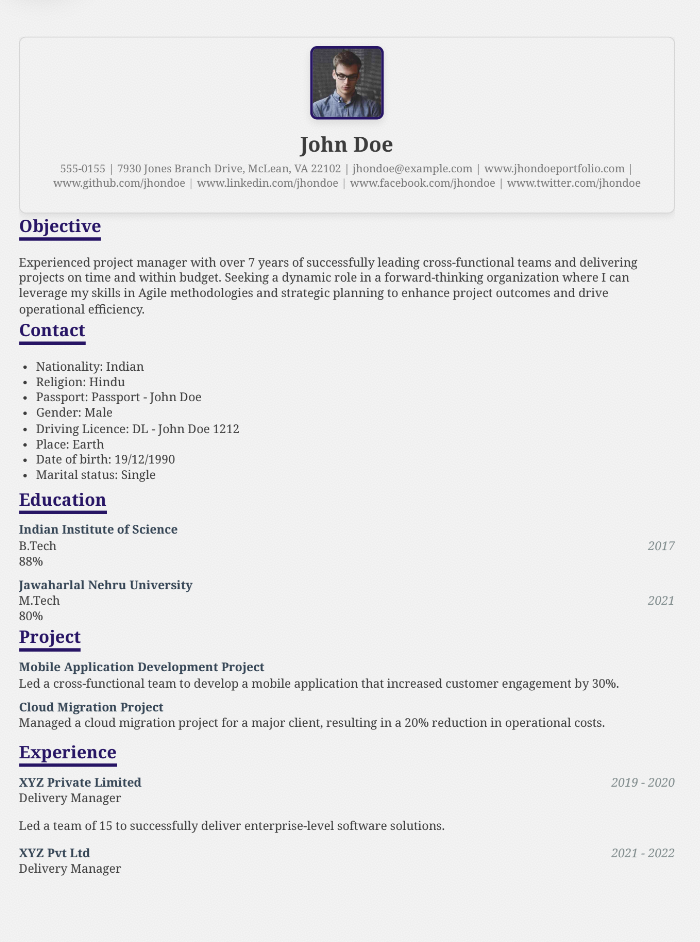 John Doe
555-0155 | 7930 Jones Branch Drive, McLean, VA 22102 | jhondoe@example.com | www.jhondoeportfolio.com |
www.github.com/jhondoe | www.linkedin.com/jhondoe | www.facebook.com/jhondoe | www.twitter.com/jhondoe
Objective
Experienced project manager with over 7 years of successfully leading cross-functional teams and delivering
projects on time and within budget. Seeking a dynamic role in a forward-thinking organization where I can
leverage my skills in Agile methodologies and strategic planning to enhance project outcomes and drive
operational efficiency.
Contact
• Nationality: Indian
• Religion: Hindu
• Passport: Passport - John Doe
• Gender: Male
• Driving Licence: DL - John Doe 1212
• Place: Earth
• Date of birth: 19/12/1990
• Marital status: Single
Education
Indian Institute of Science
B.Tech 2017
88%
Jawaharlal Nehru University
M.Tech 2021
80%
Project
Mobile Application Development Project
Led a cross-functional team to develop a mobile application that increased customer engagement by 30%.
Cloud Migration Project
Managed a cloud migration project for a major client, resulting in a 20% reduction in operational costs.
Experience
XYZ Private Limited 2019 - 2020
Delivery Manager
Led a team of 15 to successfully deliver enterprise-level software solutions.
XYZ Pvt Ltd 2021 - 2022
Delivery Manager